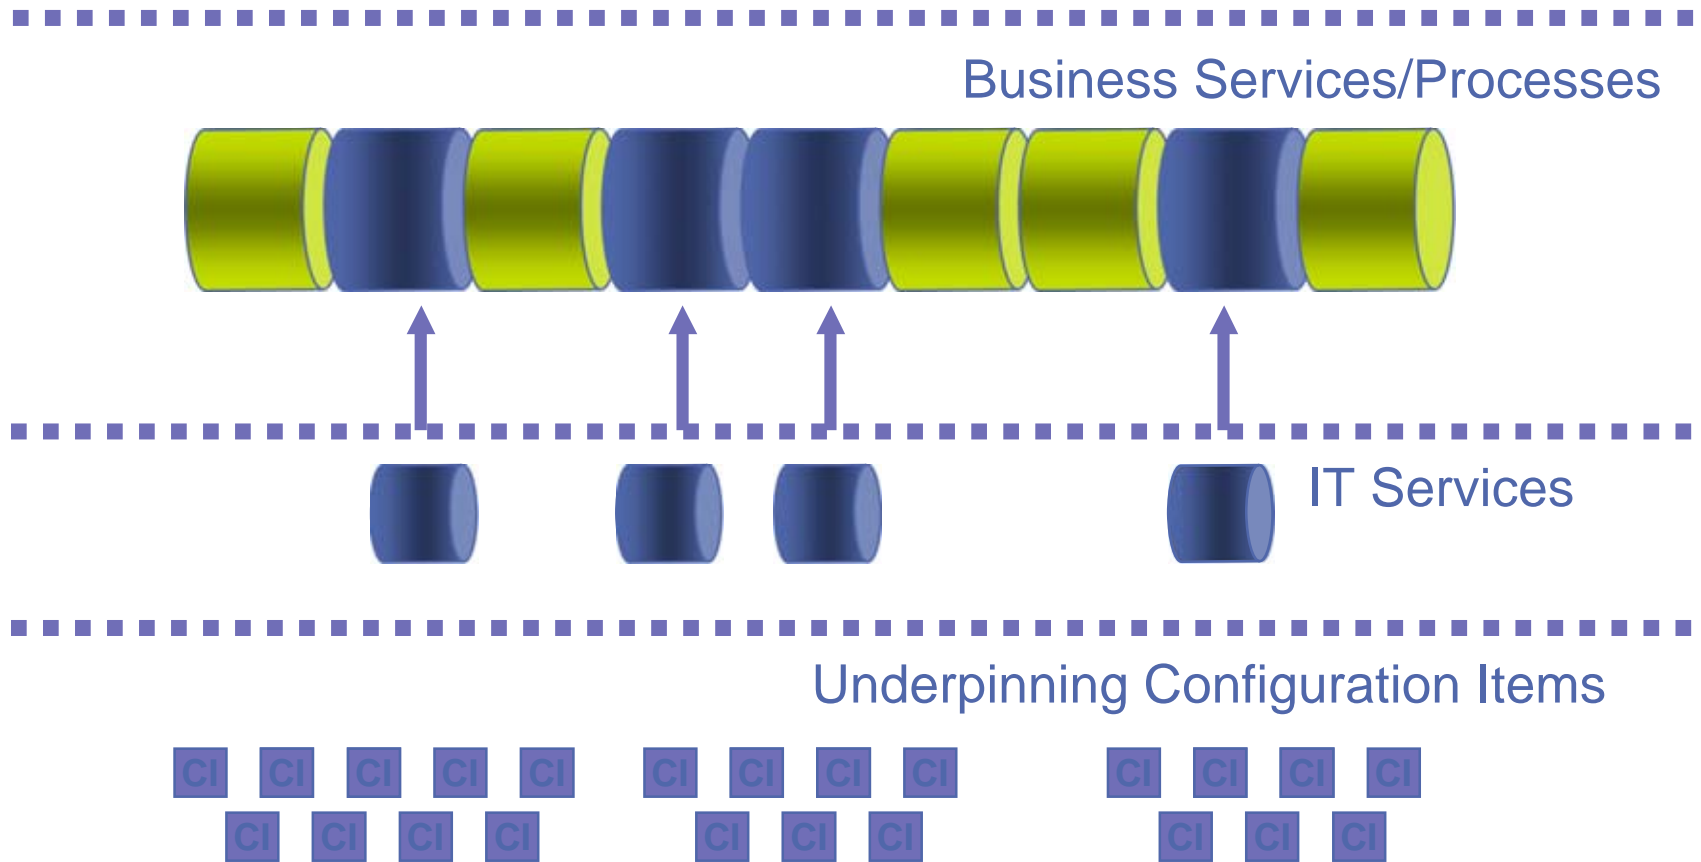 Business Services/Processes
IT Services
Underpinning Configuration Items
CI CI CI CI CI CI CI CI CI CI CI CI CI
CI CI CI CI CI CI CI CI CI CI